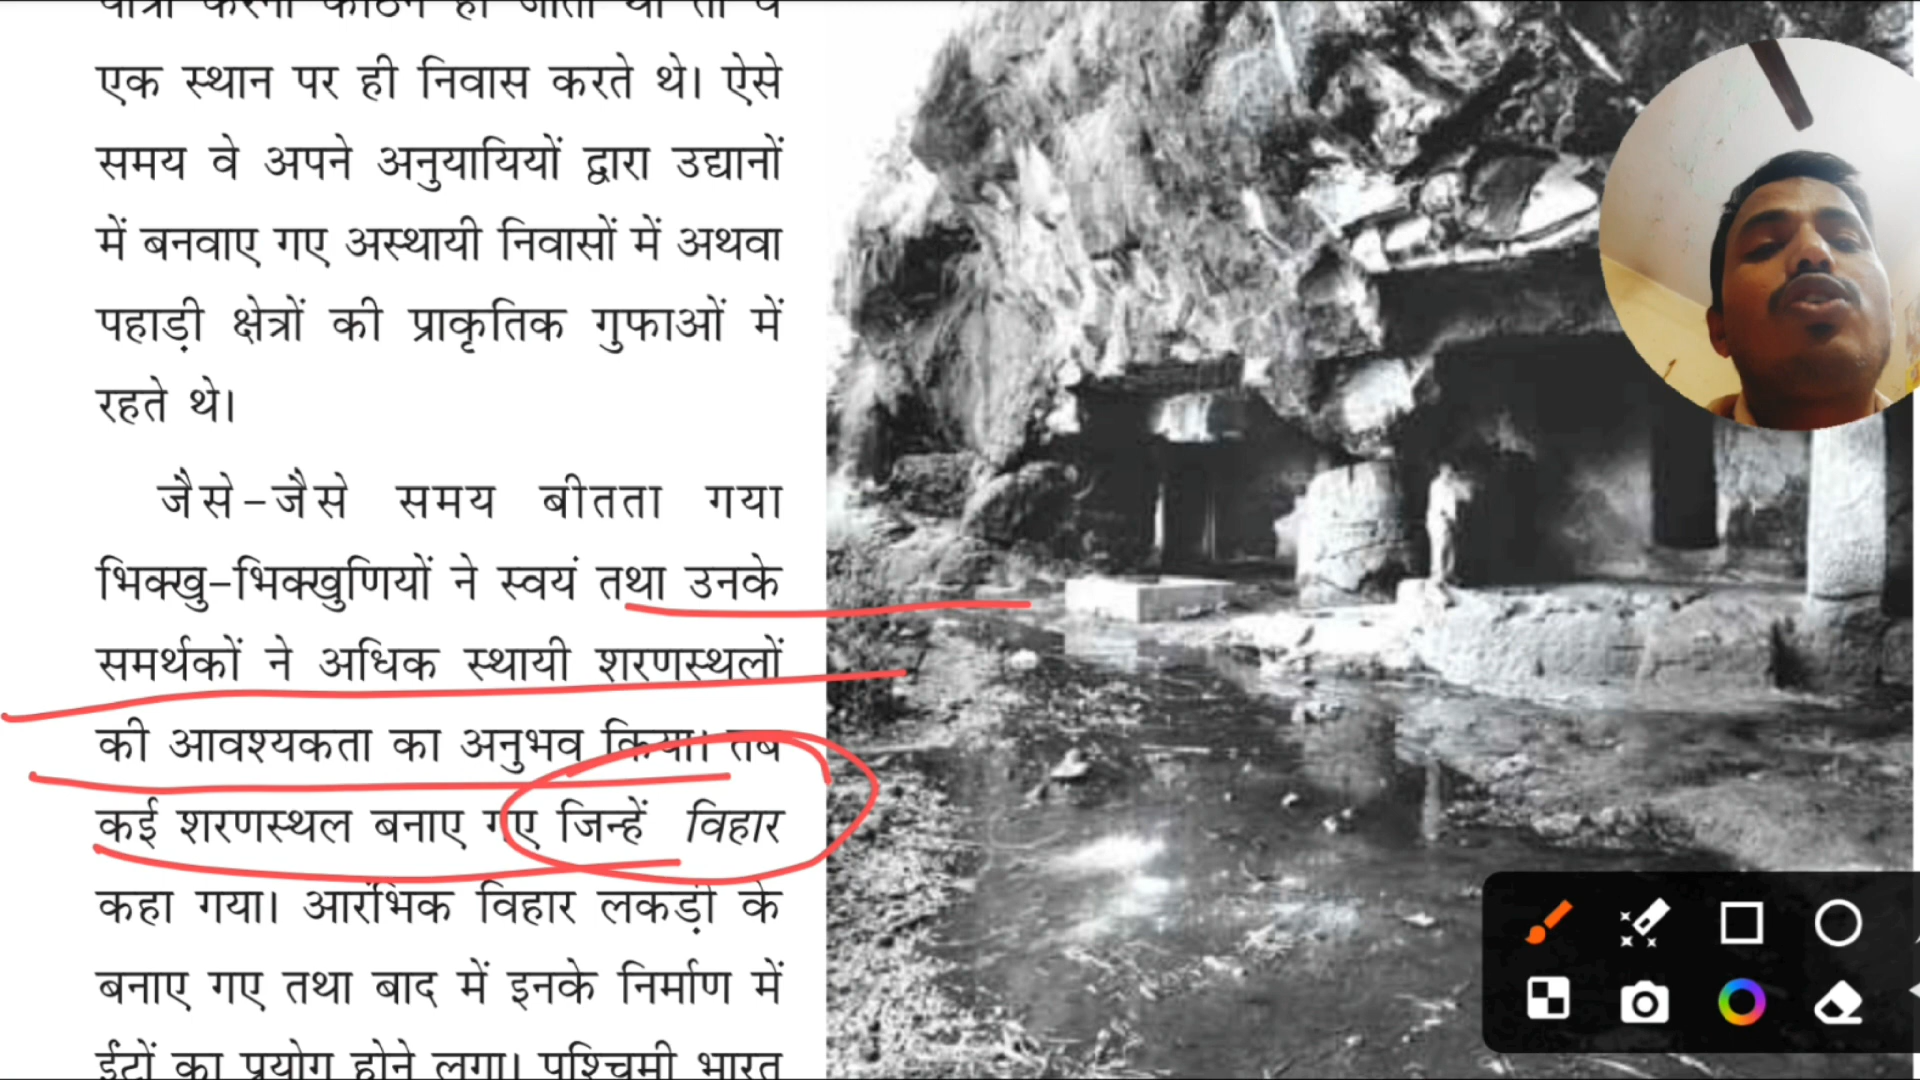 यात्रा करना कठिन हो जाता था तो वे
एक स्थान पर ही निवास करते थे। ऐसे
समय वे अपने अनुयायियों द्वारा उद्यानों
में बनवाए गए अस्थायी निवासों में अथवा
पहाड़ी क्षेत्रों की प्राकृतिक गुफाओं में
रहते थे।
जैसे-जैसे समय बीतता गया
भिक्खु-भिक्खुणियों ने स्वयं तथा उनके
समर्थकों ने अधिक स्थायी शरणस्थलों
की आवश्यकता का अनुभव किया। तब
कई शरणस्थल बनाए गए जिन्हें विहार
कहा गया। आरंभिक विहार लकड़ी के
बनाए गए तथा बाद में इनके निर्माण में
ईंटों का प्रयोग होने लगा। पश्चिमी भारत